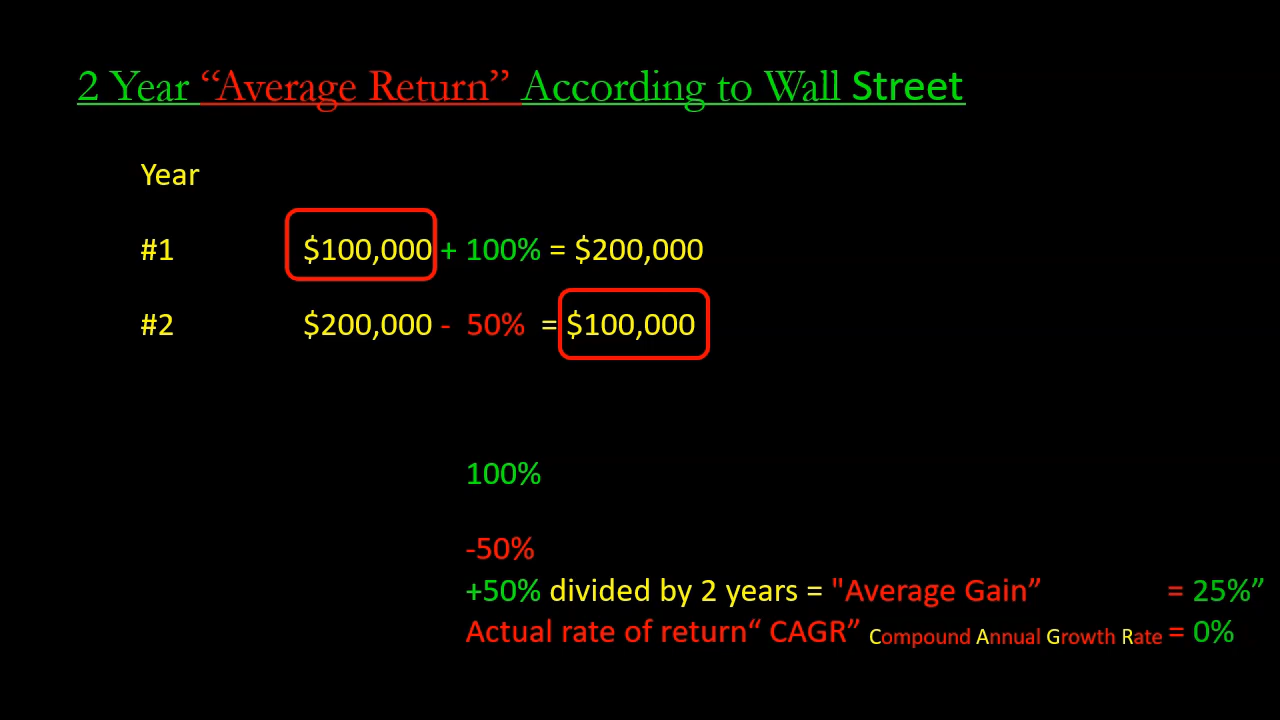 2 Year “Average Return” According to Wall Street
Year
#1 $100,000 + 100% = $200,000
#2 $200,000 - 50% = $100,000
100%
-50%
+50% divided by 2 years = "Average Gain” = 25%”
Actual rate of return“ CAGR” Compound Annual Growth Rate = 0%